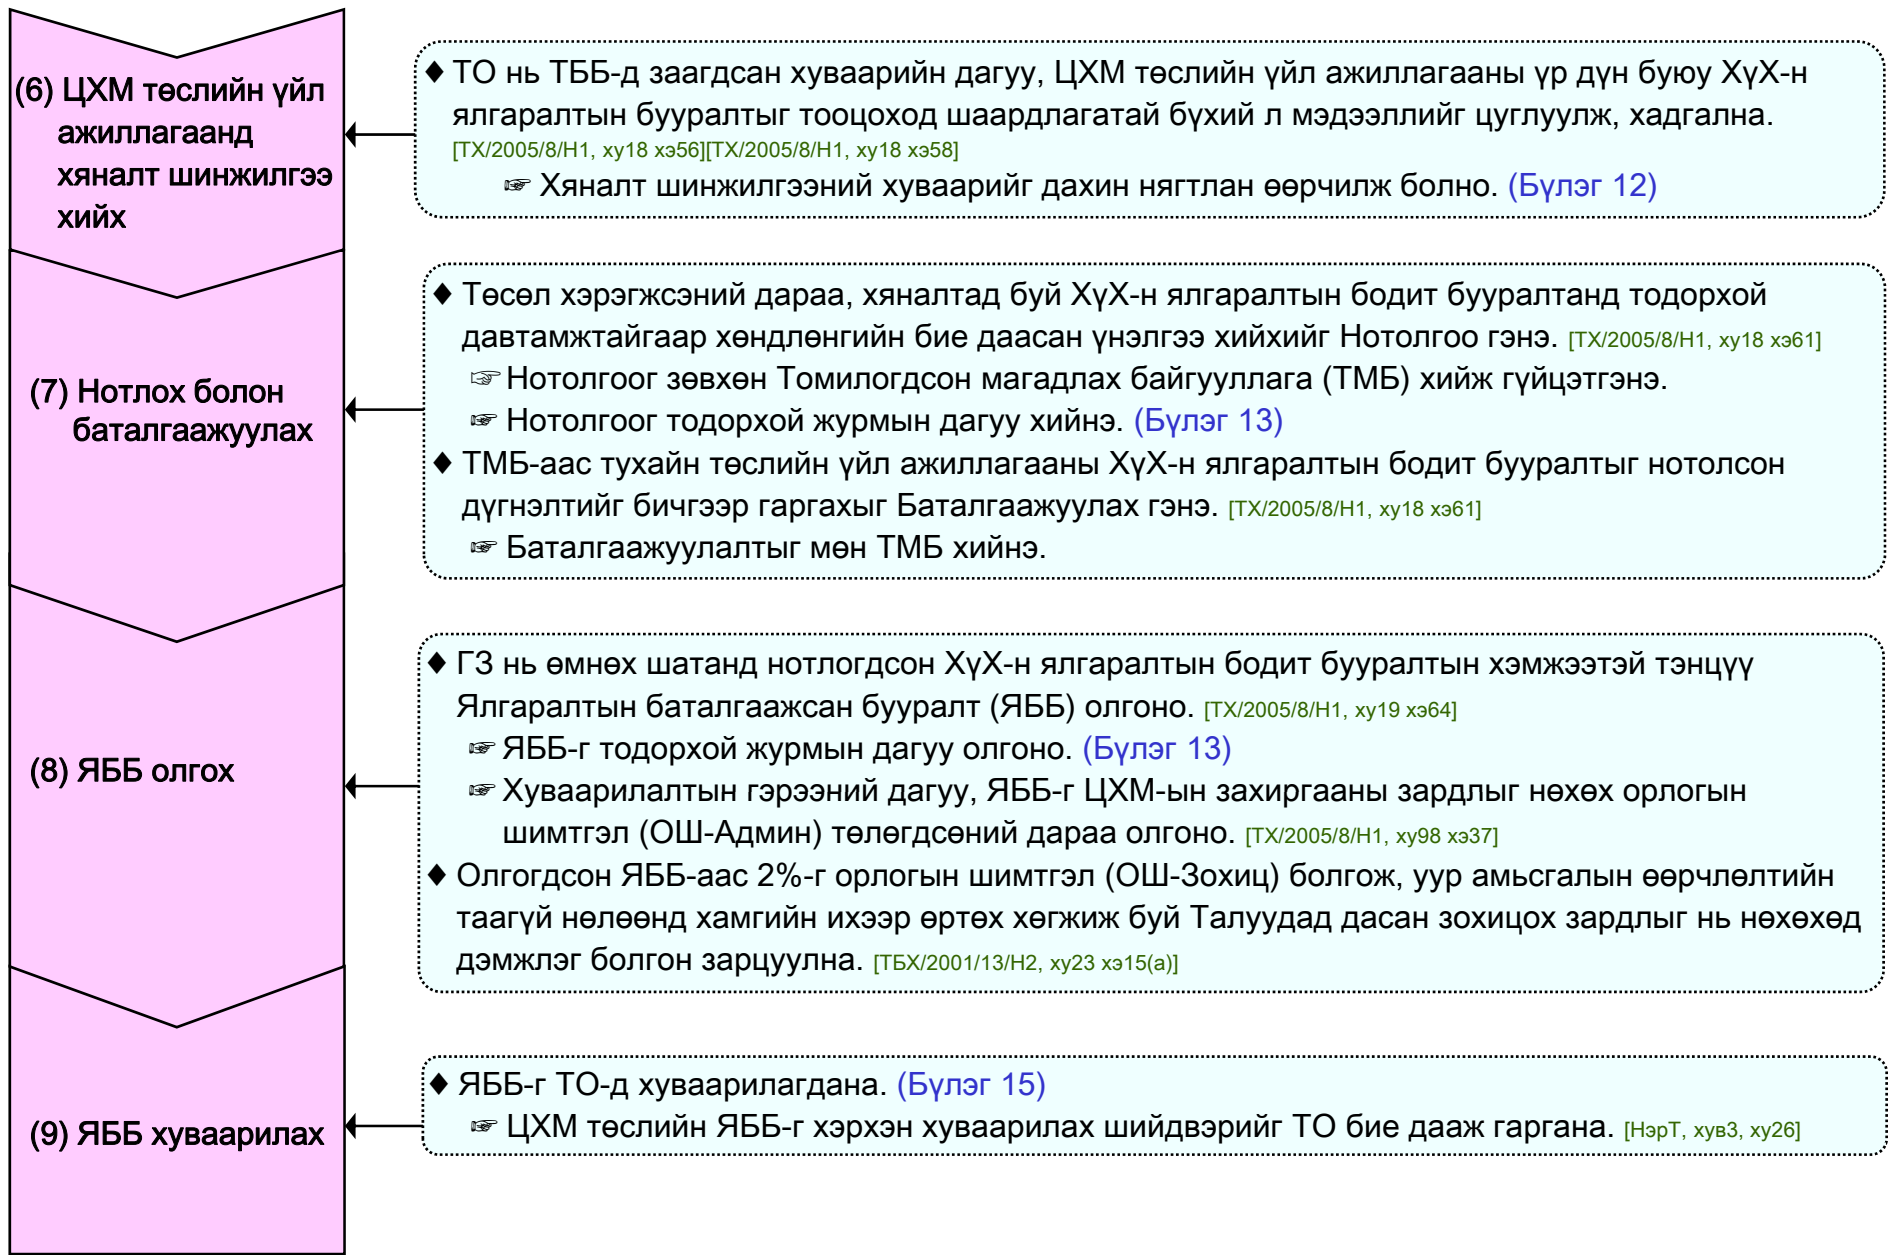 (6) ЦХМ төслийн үйл
ажиллагаанд
хяналт шинжилгээ
хийх
♦ ТО нь ТББ-д заагдсан хуваарийн дагуу, ЦХМ төслийн үйл ажиллагааны үр дүн буюу ХүХ-н
ялгаралтын бууралтыг тооцоход шаардлагатай бүхий л мэдээллийг цуглуулж, хадгална.
[ТХ/2005/8/Н1, ху18 хэ56][ТХ/2005/8/Н1, ху18 хэ58]
☞ Хяналт шинжилгээний хуваарийг дахин нягтлан өөрчилж болно. (Бүлэг 12)
(7) Нотлох болон
баталгаажуулах
♦ Төсөл хэрэгжсэний дараа, хяналтад буй ХүХ-н ялгаралтын бодит бууралтанд тодорхой
давтамжтайгаар хөндлөнгийн бие даасан үнэлгээ хийхийг Нотолгоо гэнэ. [ТХ/2005/8/Н1, ху18 хэ61]
☞ Нотолгоог зөвхөн Томилогдсон магадлах байгууллага (ТМБ) хийж гүйцэтгэнэ.
☞ Нотолгоог тодорхой журмын дагуу хийнэ. (Бүлэг 13)
♦ ТМБ-аас тухайн төслийн үйл ажиллагааны ХүХ-н ялгаралтын бодит бууралтыг нотолсон
дүгнэлтийг бичгээр гаргахыг Баталгаажуулах гэнэ. [ТХ/2005/8/Н1, ху18 хэ61]
☞ Баталгаажуулалтыг мөн ТМБ хийнэ.
(8) ЯББ олгох
♦ ГЗ нь өмнөх шатанд нотлогдсон ХүХ-н ялгаралтын бодит бууралтын хэмжээтэй тэнцүү
Ялгаралтын баталгаажсан бууралт (ЯББ) олгоно. [ТХ/2005/8/Н1, ху19 хэ64]
☞ ЯББ-г тодорхой журмын дагуу олгоно. (Бүлэг 13)
☞ Хуваарилалтын гэрээний дагуу, ЯББ-г ЦХМ-ын захиргааны зардлыг нөхөх орлогын
шимтгэл (ОШ-Админ) төлөгдсөний дараа олгоно. [ТХ/2005/8/Н1, ху98 хэ37]
♦ Олгогдсон ЯББ-аас 2%-г орлогын шимтгэл (ОШ-Зохиц) болгож, уур амьсгалын өөрчлөлтийн
таагүй нөлөөнд хамгийн ихээр өртөх хөгжиж буй Талуудад дасан зохицох зардлыг нь нөхөхөд
дэмжлэг болгон зарцуулна. [ТБХ/2001/13/Н2, ху23 хэ15(а)]
(9) ЯББ хуваарилах
♦ ЯББ-г ТО-д хуваарилагдана. (Бүлэг 15)
☞ ЦХМ төслийн ЯББ-г хэрхэн хуваарилах шийдвэрийг ТО бие дааж гаргана. [НэрТ, хув3, ху26]